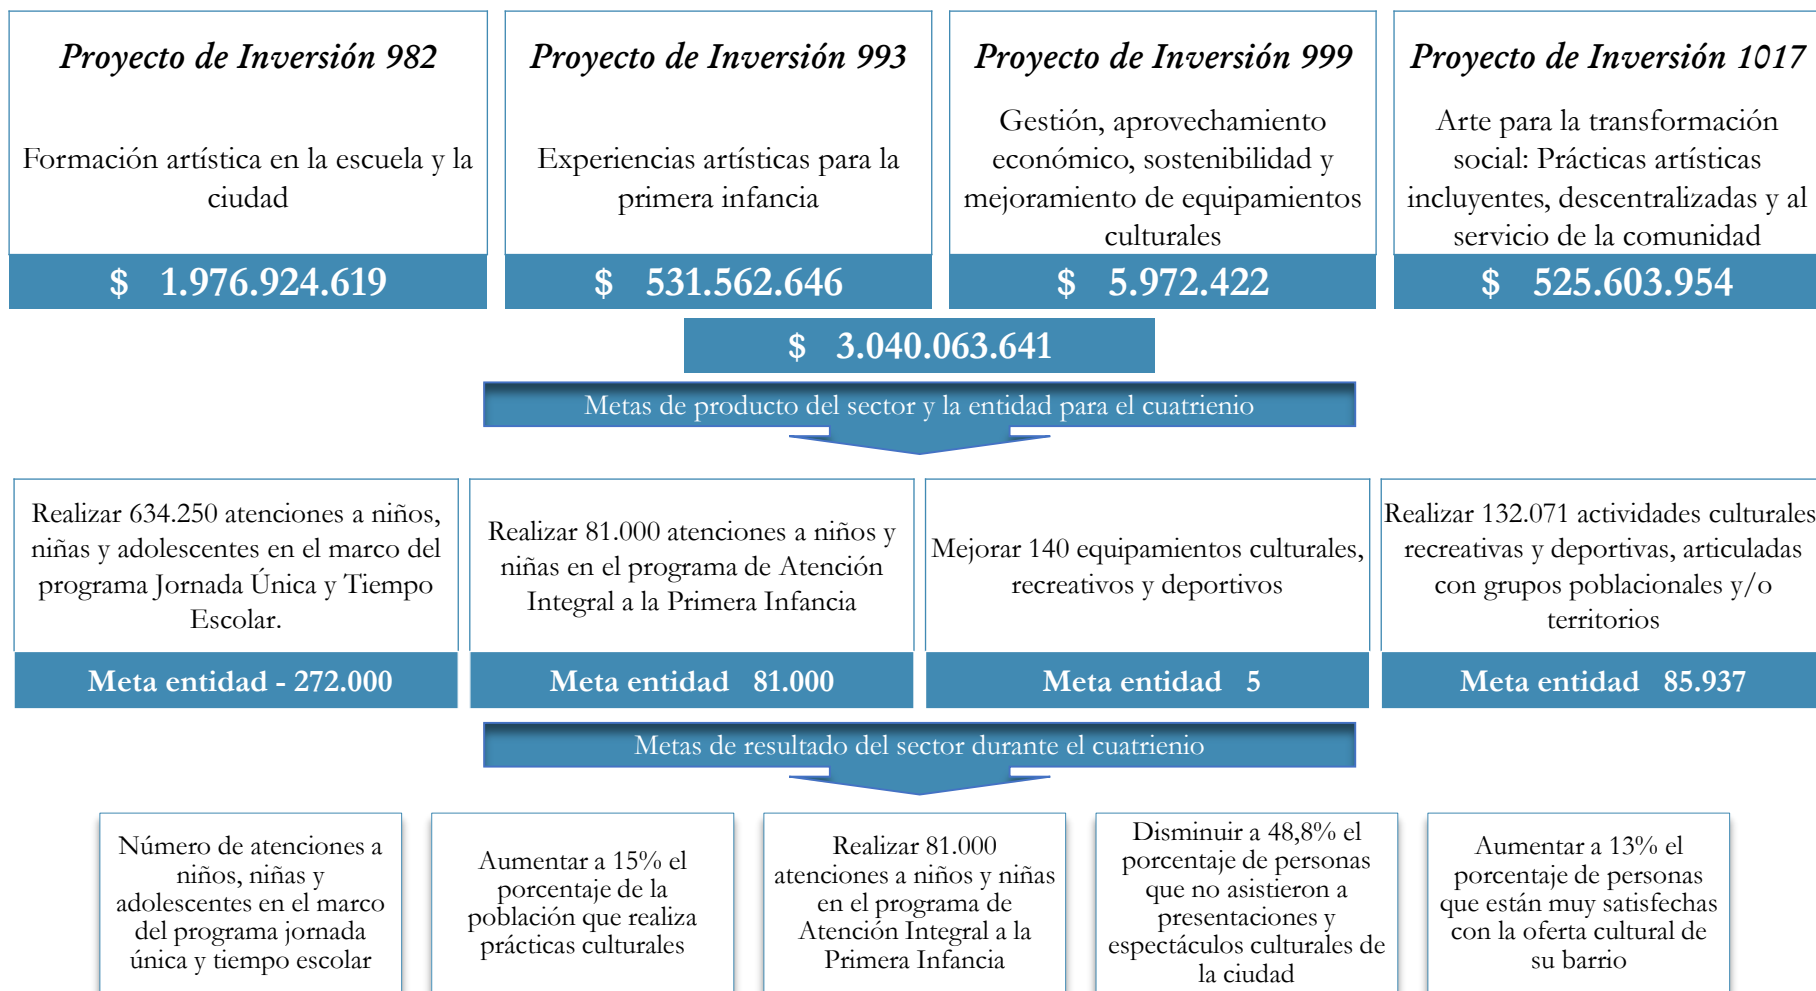 Proyecto de Inversión 982
Formación artística en la escuela y la
ciudad
$ 1.976.924.619
Proyecto de Inversión 993
Experiencias artísticas para la
primera infancia
$ 531.562.646
Proyecto de Inversión 999
Gestión, aprovechamiento
económico, sostenibilidad y
mejoramiento de equipamientos
culturales
$ 5.972.422
Proyecto de Inversión 1017
Arte para la transformación
social: Prácticas artísticas
incluyentes, descentralizadas y al
servicio de la comunidad
$ 525.603.954
$ 3.040.063.641
Metas de producto del sector y la entidad para el cuatrienio
Realizar 634.250 atenciones a niños,
niñas y adolescentes en el marco del
programa Jornada Única y Tiempo
Escolar.
Meta entidad - 272.000
Realizar 81.000 atenciones a niños y
niñas en el programa de Atención
Integral a la Primera Infancia
Meta entidad 81.000
Mejorar 140 equipamientos culturales,
recreativos y deportivos
Meta entidad 5
Realizar 132.071 actividades culturales
recreativas y deportivas, articuladas
con grupos poblacionales y/o
territorios
Meta entidad 85.937
Metas de resultado del sector durante el cuatrienio
Número de atenciones a
niños, niñas y
adolescentes en el marco
del programa jornada
única y tiempo escolar
Aumentar a 15% el
porcentaje de la
población que realiza
prácticas culturales
Realizar 81.000
atenciones a niños y niñas
en el programa de
Atención Integral a la
Primera Infancia
Disminuir a 48,8% el
porcentaje de personas
que no asistieron a
presentaciones y
espectáculos culturales de
la ciudad
Aumentar a 13% el
porcentaje de personas
que están muy satisfechas
con la oferta cultural de
su barrio